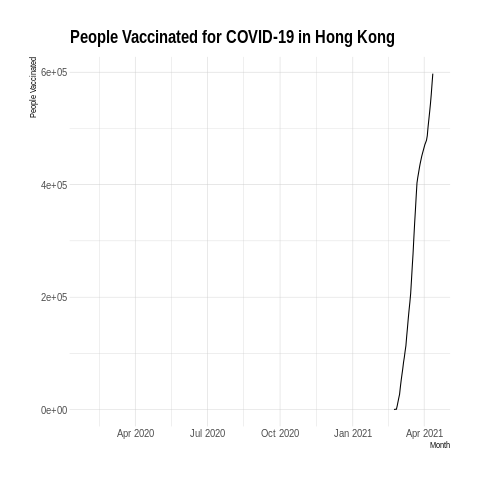 People Vaccinated for COVID-19 in Hong Kong
People Vaccinated
6e+05
4e+05
2e+05
0e+00
Apr 2020 Jul 2020 Oct 2020 Jan 2021 Apr 2021
Month